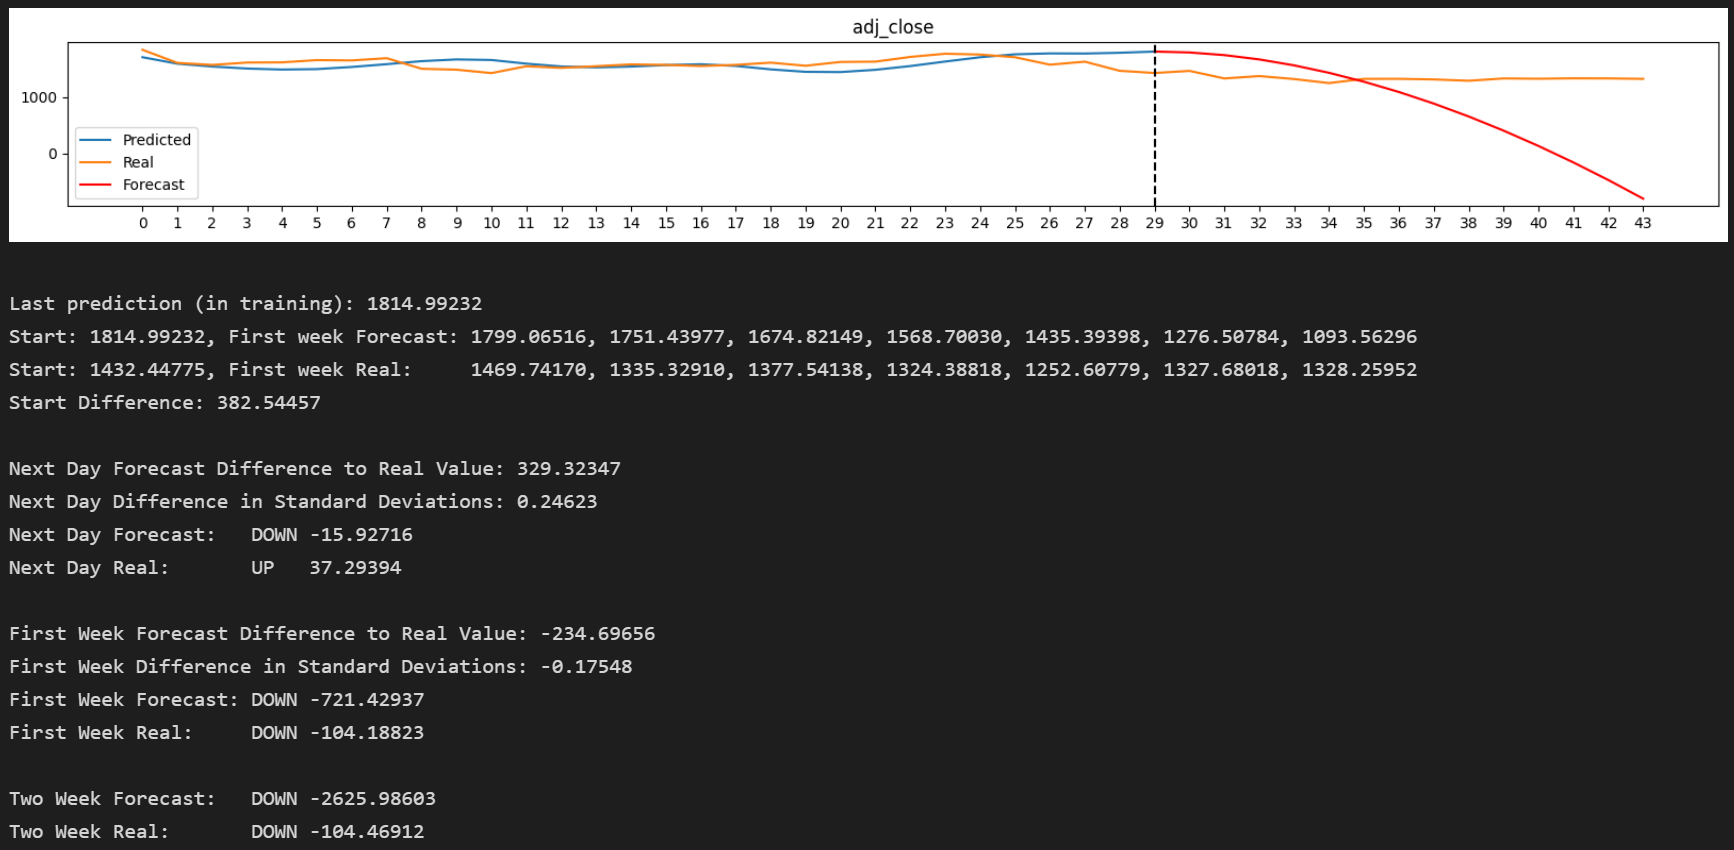 adj_close
1000
0
Predicted
Real
Forecast
0 1 2 3 4 5 6 7 8 9 10 11 12 13 14 15 16 17 18 19 20 21 22 23 24 25 26 27 28 29 30 31 32 33 34 35 36 37 38 39 40 41 42 43
Last prediction (in training): 1814.99232
Start: 1814.99232, First week Forecast: 1799.06516, 1751.43977, 1674.82149, 1568.70030, 1435.39398, 1276.50784, 1093.56296
Start: 1432.44775, First week Real:     1469.74170, 1335.32910, 1377.54138, 1324.38818, 1252.60779, 1327.68018, 1328.25952
Start Difference: 382.54457
Next Day Forecast Difference to Real Value: 329.32347
Next Day Difference in Standard Deviations: 0.24623
Next Day Forecast:   DOWN -15.92716
Next Day Real:       UP   37.29394
First Week Forecast Difference to Real Value: -234.69656
First Week Difference in Standard Deviations: -0.17548
First Week Forecast: DOWN -721.42937
First Week Real:     DOWN -104.18823
Two Week Forecast:   DOWN -2625.98603
Two Week Real:       DOWN -104.46912